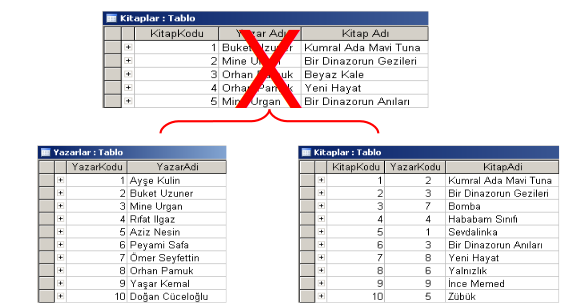 Kitaplar : Tablo
KitapKodu Yazar Adı Kitap Adı
1 Buket Uzuner Kumral Ada Mavi Tuna
2 Mine Urgan Bir Dinazorun Gezileri
3 Orhan Pamuk Beyaz Kale
4 Orhan Pamuk Yeni Hayat
5 Mine Urgan Bir Dinazorun Anıları
Yazarlar : Tablo
YazarKodu YazarAdi
1 Ayşe Kulin
2 Buket Uzuner
3 Mine Urgan
4 Rıfat Ilgaz
5 Aziz Nesin
6 Peyami Safa
7 Ömer Seyfettin
8 Orhan Pamuk
9 Yaşar Kemal
10 Doğan Cüceloğlu
Kitaplar : Tablo
KitapKodu YazarKodu KitapAdi
1 2 Kumral Ada Mavi Tuna
2 3 Bir Dinazorun Gezileri
3 7 Bomba
4 4 Hababam Sınıfı
5 1 Sevdalinka
6 3 Bir Dinazorun Anıları
7 8 Yeni Hayat
8 6 Yalnızlık
9 9 İnce Memed
10 5 Zübük